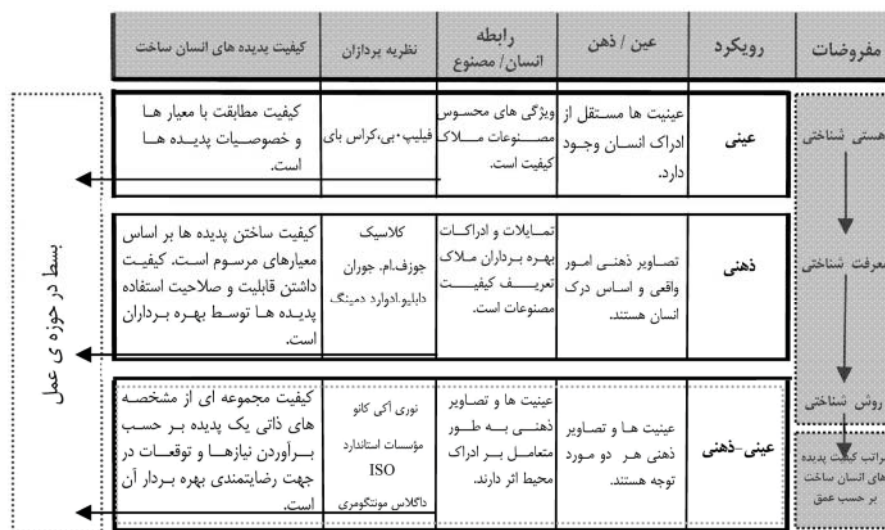 مفروضات
رویکرد
عین / ذهن
رابطه
انسان/ مصنوع
نظریه پردازان
کیفیت پدیده های انسان ساخت
هستی شناختی
معرفت شناختی
روش شناختی
مراتب کیفیت پدیده
های انسان ساخت
بر حسب عمق
عینی
عینیت ها مستقل از
ادراک انسان وجود
دارد.
ویژگی های محسوس
مصنوعات ملاک
کیفیت است.
فیلیپ.بی،کراس بای
کیفیت مطابقت با معیار ها
و خصوصیات پدیده ها
است.
ذهنی
تصاویر ذهنی امور
واقعی و اساس درک
انسان هستند.
تمایلات و ادراکات
بهره برداران ملاک
تعریف کیفیت
مصنوعات است.
کلاسیک
جوزف.ام. جوران
دابلیو.ادوارد دمینگ
کیفیت ساختن پدیده ها بر اساس
معیارهای مرسوم است. کیفیت
داشتن قابلیت و صلاحیت استفاده
پدیده ها توسط بهره برداران
است
عینی-ذهنی
عینیت ها و تصاویر
ذهنی هر دو مورد
توجه هستند.
عینیت ها و تصاویر
ذهنی به طور
متعامل بر ادراک
محیط اثر دارند.
نوری آکی کانو
مؤسسات استاندارد
ISO
داگلاس مونتگومری
کیفیت مجموعه ای از مشخصه
های ذاتی یک پدیده بر حسب
برآوردن نیازها و توقعات در
جهت رضایتمندی بهره بردار آن
است.
بسط در حوزه ی عمل